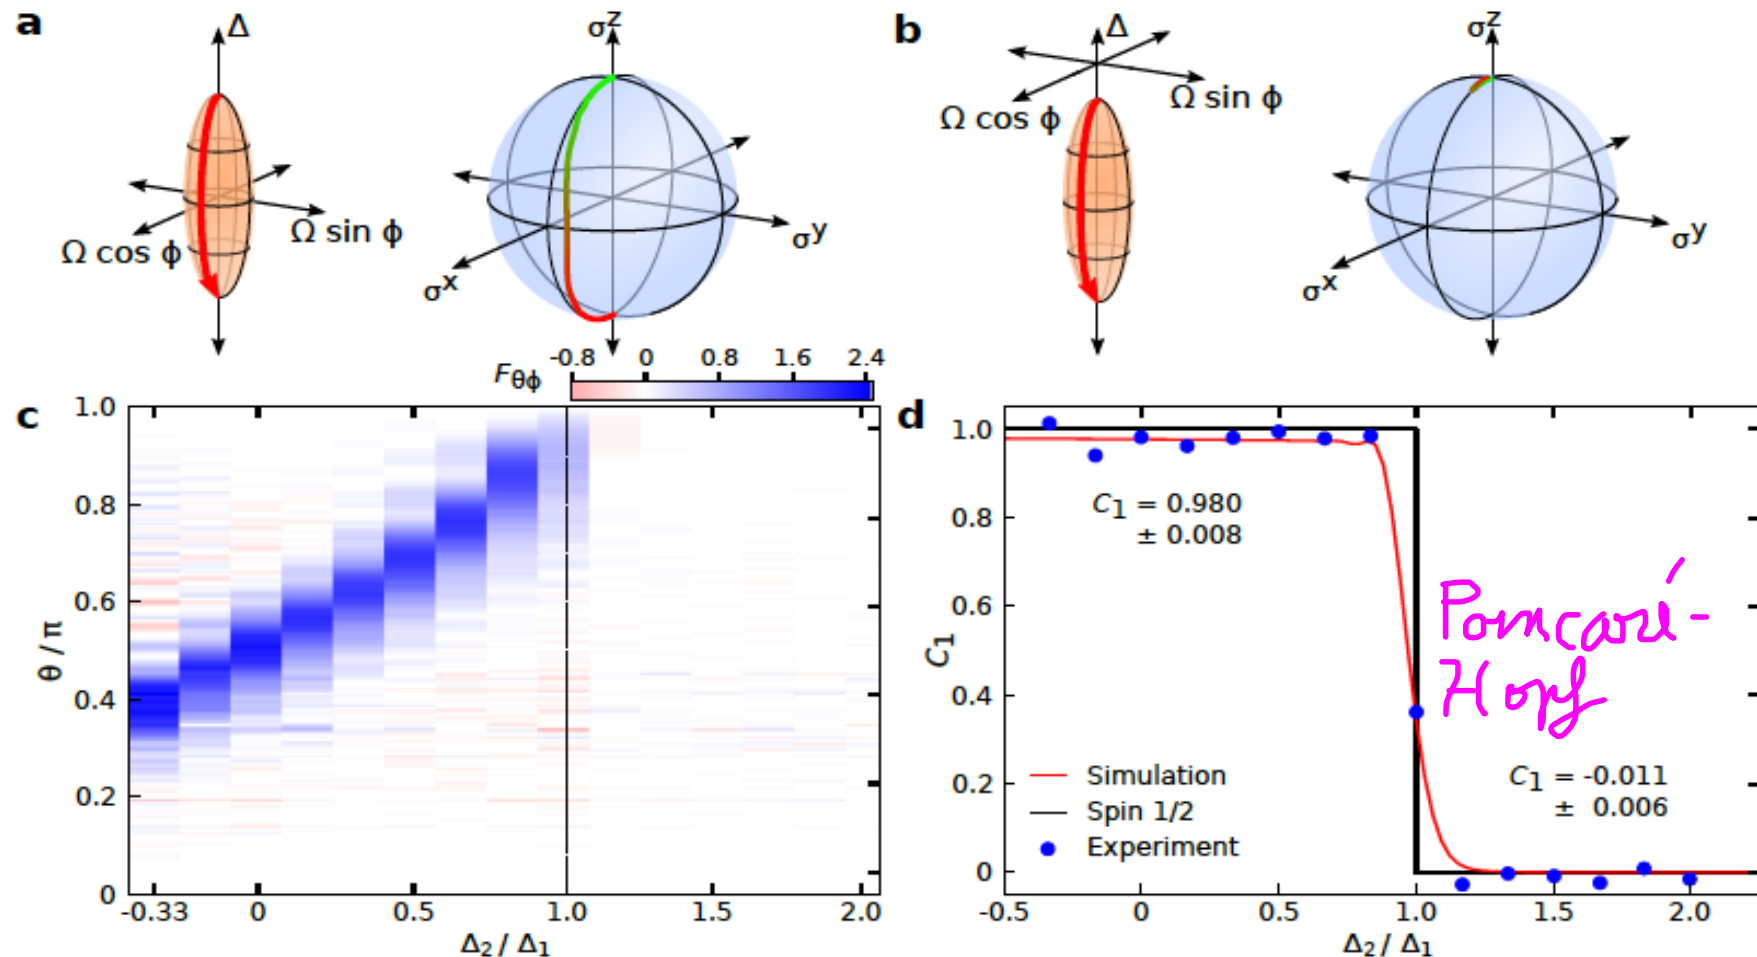 a
Δ
σz
Ω cos ϕ
Ω sin ϕ
σx
σy
b
Δ
σz
Ω cos ϕ
Ω sin ϕ
σx
σy
Fθϕ
-0.8 0 0.8 1.6 2.4
c
θ / π
1.0
0.8
0.6
0.4
0.2
0
-0.33 0 0.5 1.0 1.5 2.0
Δ2 / Δ1
d
C1
1.0
0.8
0.6
0.4
0.2
0
C1 = 0.980
± 0.008
Poincaré-
Hopf
Simulation
Spin 1/2
Experiment
C1 = -0.011
± 0.006
-0.5 0 0.5 1.0 1.5 2.0
Δ2 / Δ1